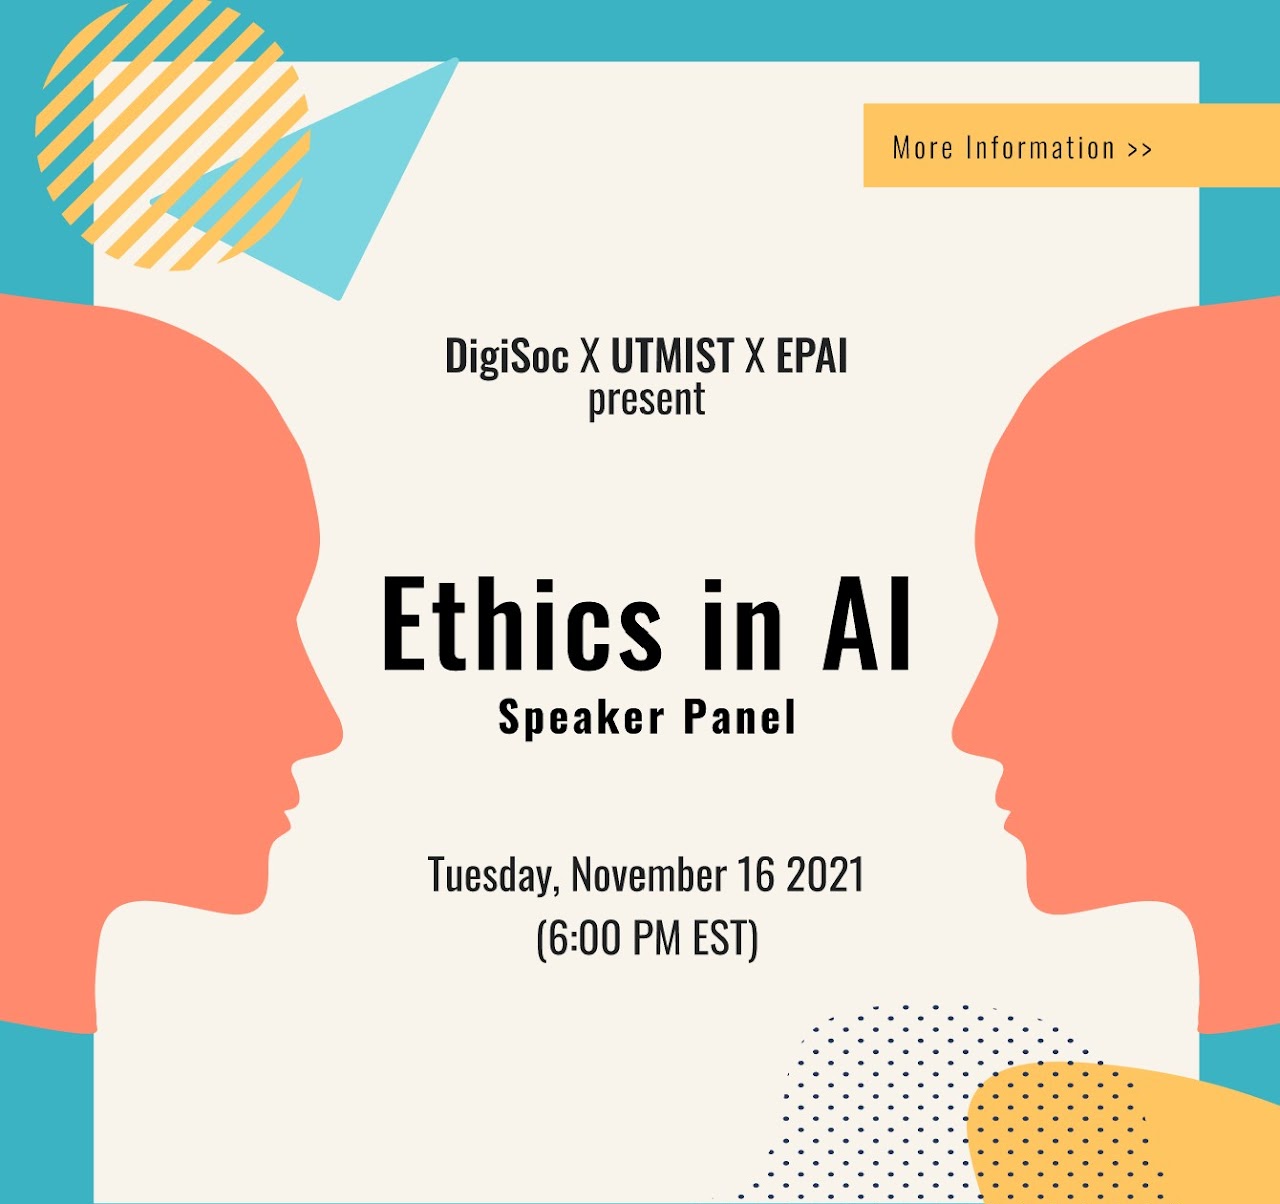 More Information >>
DigiSoc X UTMIST X EPAI
present
Ethics in AI
Speaker Panel
Tuesday, November 16 2021
(6:00 PM EST)